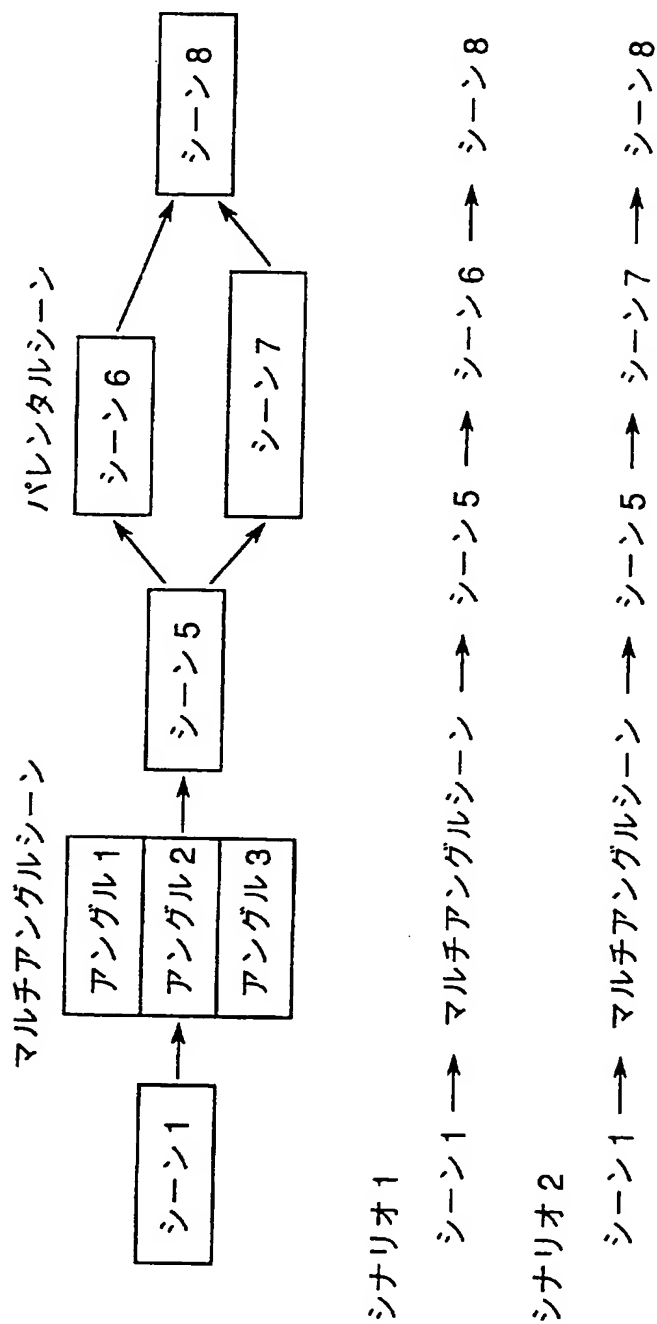 マルチアングルシーン
パレンタルシーン
シーン1
アングル1
アングル2
アングル3
シーン5
シーン6
シーン7
シーン8
シナリオ1
シーン1 → マルチアングルシーン → シーン5 → シーン6 → シーン8
シナリオ2
シーン1 → マルチアングルシーン → シーン5 → シーン7 → シーン8